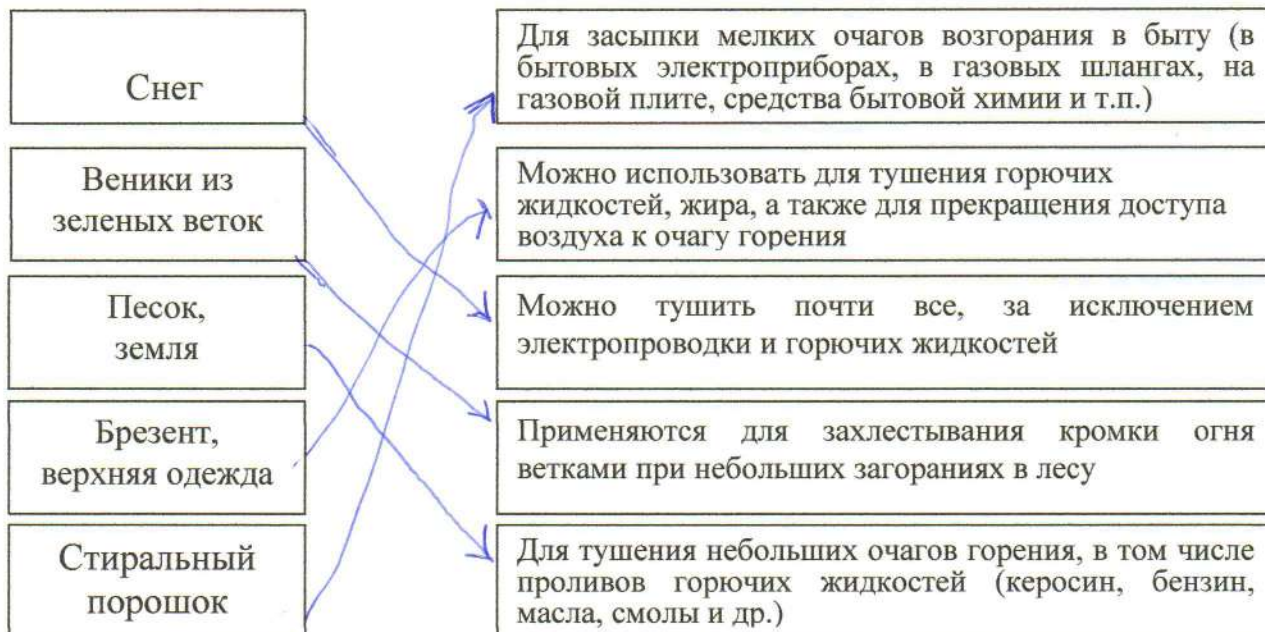 Снег
Для засыпки мелких очагов возгорания в быту (в
бытовых электроприборах, в газовых шлангах, на
газовой плите, средства бытовой химии и т.п.)
Веники из
зеленых веток
Можно использовать для тушения горючих
жидкостей, жира, а также для прекращения доступа
воздуха к очагу горения
Песок,
земля
Можно тушить почти все, за исключением
электропроводки и горючих жидкостей
Брезент,
верхняя одежда
Применяются для захлестывания кромки огня
ветками при небольших загораниях в лесу
Стиральный
порошок
Для тушения небольших очагов горения, в том числе
проливов горючих жидкостей (керосин, бензин,
масла, смолы и др.)